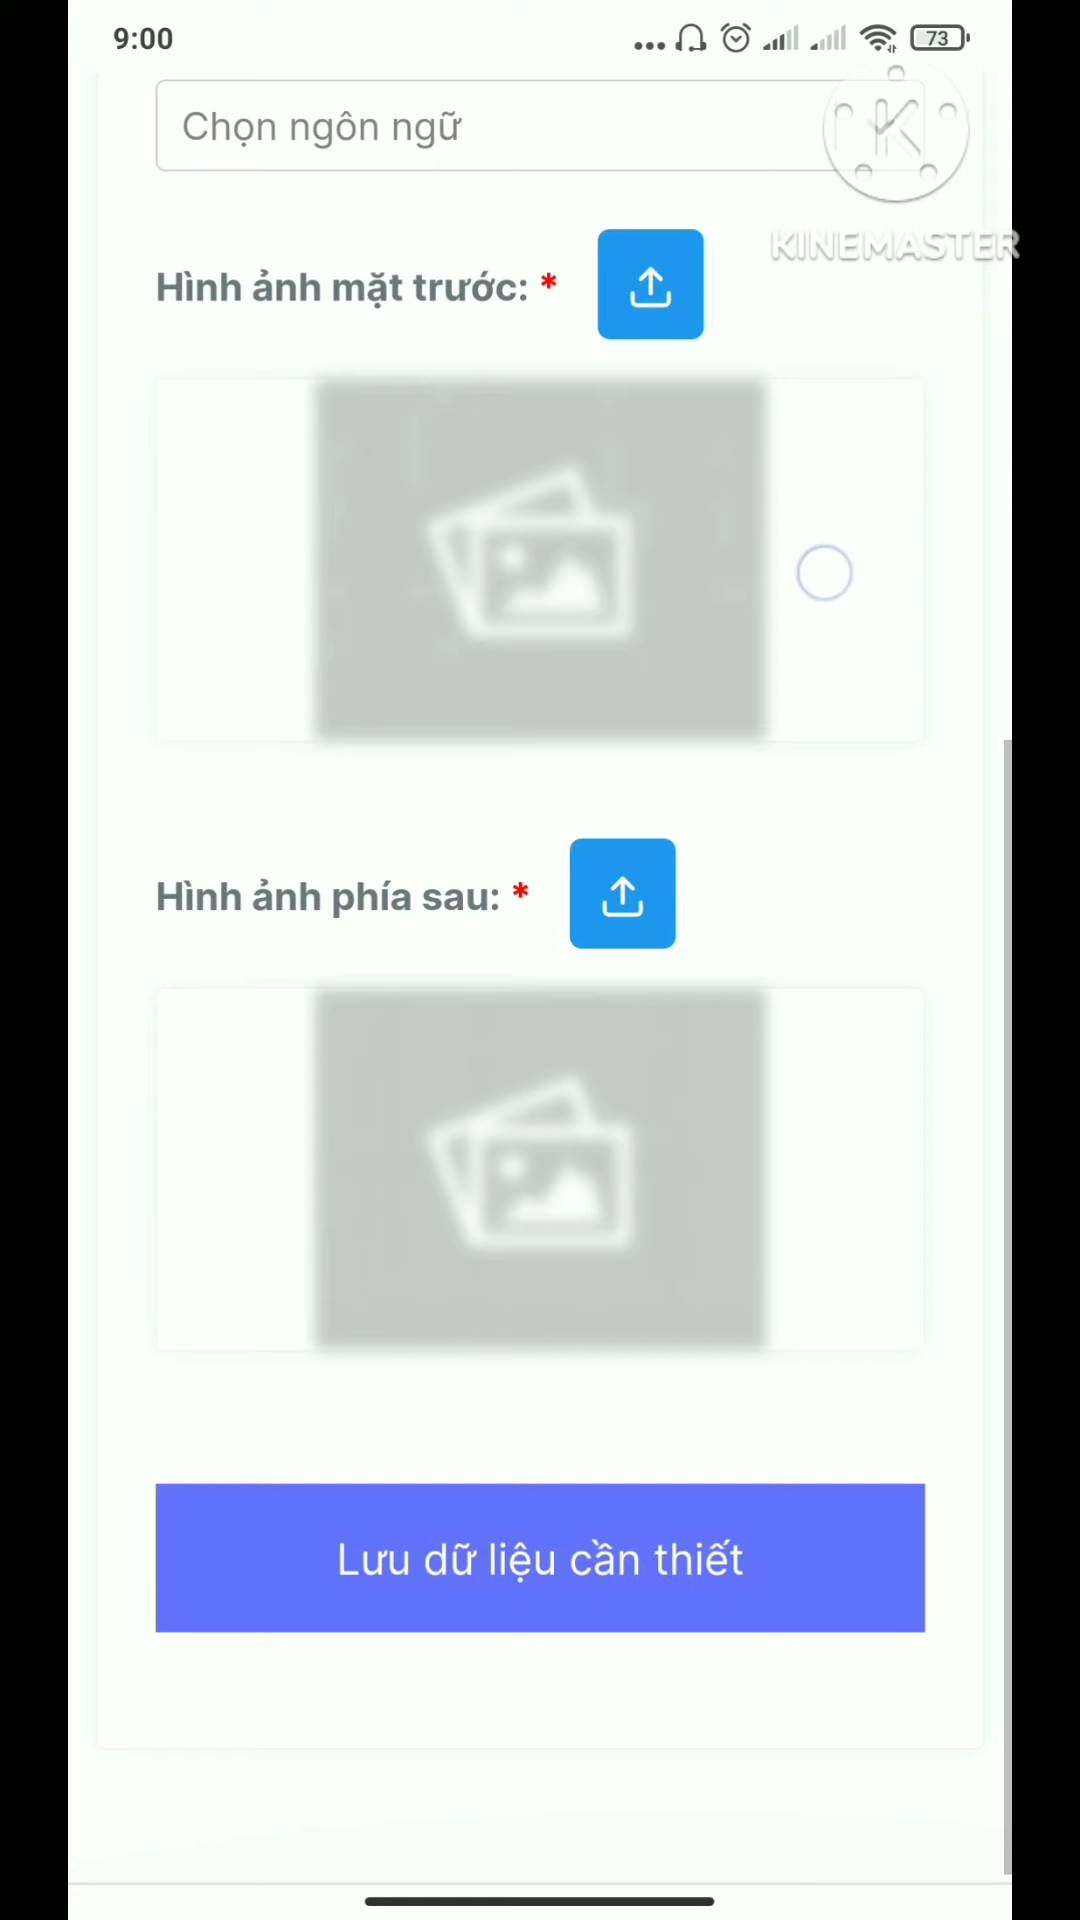 9:00
73
Chọn ngôn ngữ
KINEMASTER
Hình ảnh mặt trước: *
Hình ảnh phía sau: *
Lưu dữ liệu cần thiết